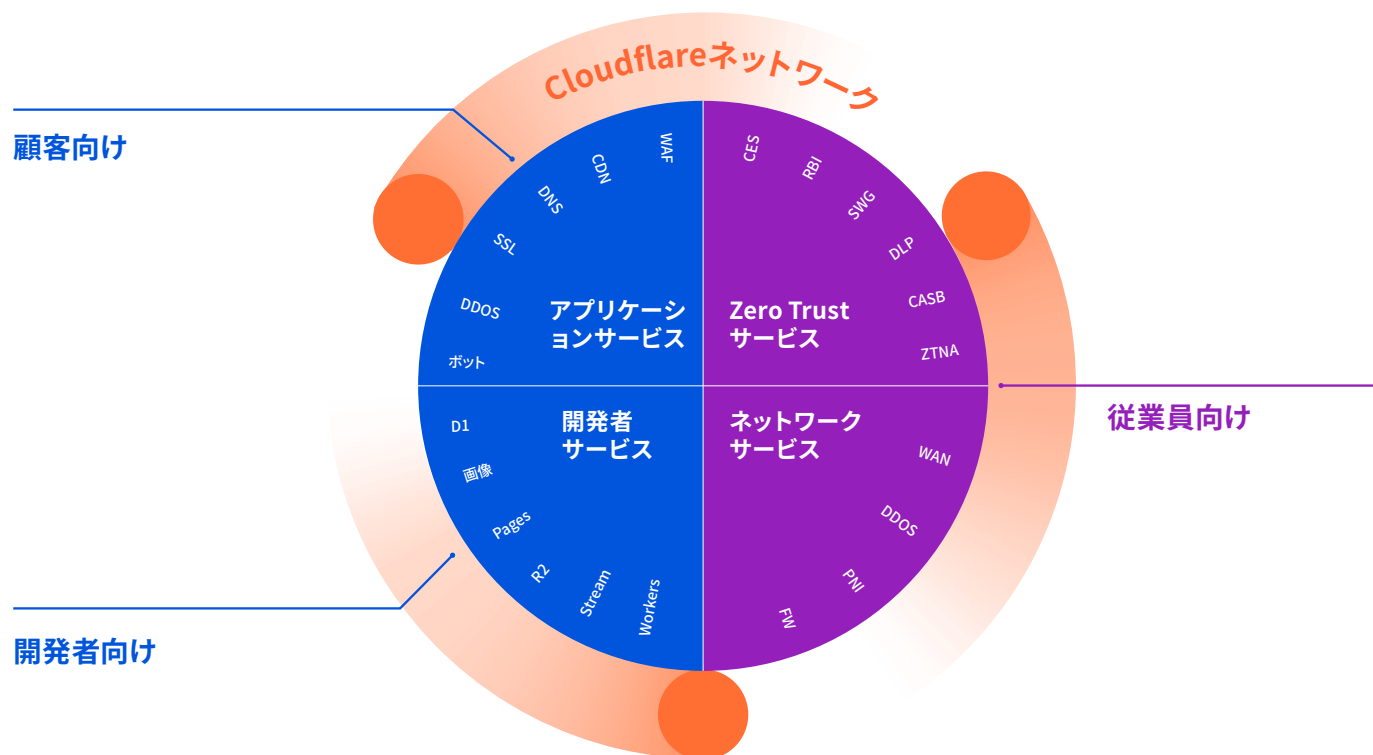 Cloudflareネットワーク
顧客向け
WAF
CDN
DNS
SSL
DDOS
ボット
アプリケーシ
ョンサービス
CES
RBI
SWG
DLP
CASB
ZTNA
Zero Trust
サービス
従業員向け
開発者
サービス
D1
画像
Pages
R2
Stream
Workers
ネットワーク
サービス
WAN
DDOS
PNI
FW
開発者向け